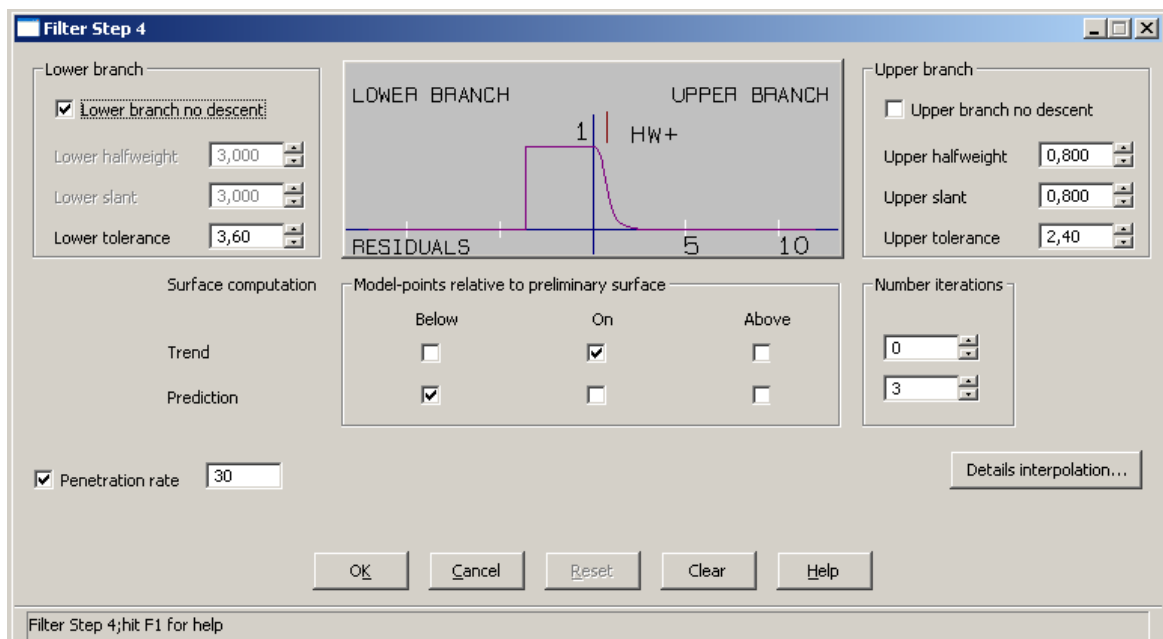 Filter Step 4
Lower branch
Lower branch no descent
Lower halfweight 3,000
Lower slant 3,000
Lower tolerance 3,60
LOWER BRANCH UPPER BRANCH
1 HW+
RESIDUALS 5 10
Upper branch
Upper branch no descent
Upper halfweight 0,800
Upper slant 0,800
Upper tolerance 2,40
Surface computation
Model-points relative to preliminary surface
Number iterations
Below On Above
Trend 0
Prediction 3
Penetration rate 30
Details interpolation...
OK Cancel Reset Clear Help
Filter Step 4;hit F1 for help